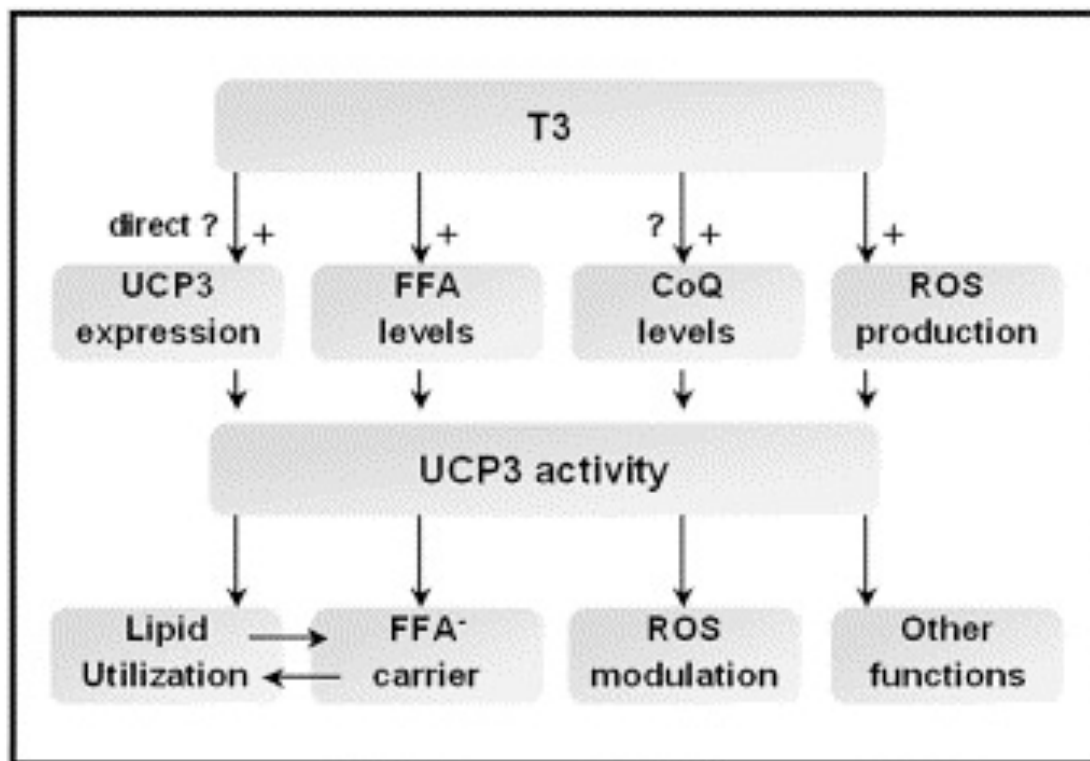 T3
direct ? + + ? + +
UCP3 FFA CoQ ROS
expression levels levels production
UCP3 activity
Lipid FFA⁻ ROS Other
Utilization carrier modulation functions